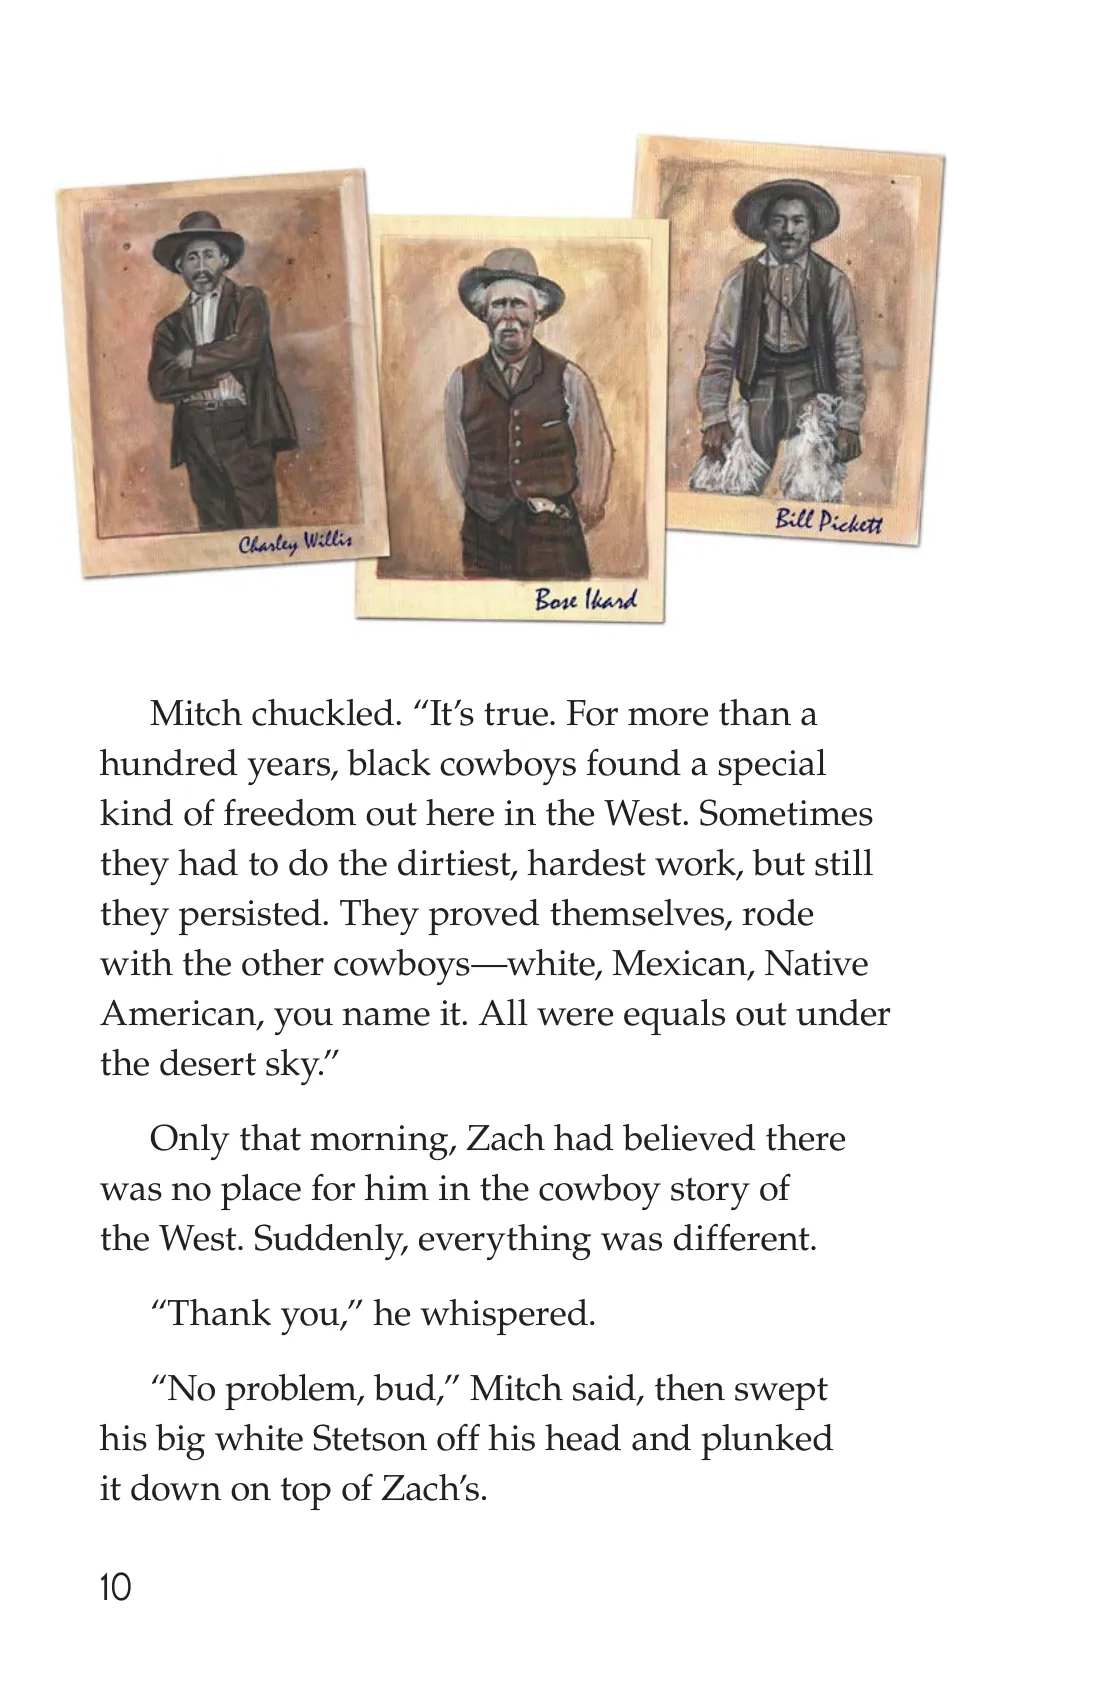 Charley Willis
Bose Ikard
Bill Pickett
Mitch chuckled. “It’s true. For more than a
hundred years, black cowboys found a special
kind of freedom out here in the West. Sometimes
they had to do the dirtiest, hardest work, but still
they persisted. They proved themselves, rode
with the other cowboys—white, Mexican, Native
American, you name it. All were equals out under
the desert sky.”
Only that morning, Zach had believed there
was no place for him in the cowboy story of
the West. Suddenly, everything was different.
“Thank you,” he whispered.
“No problem, bud,” Mitch said, then swept
his big white Stetson off his head and plunked
it down on top of Zach’s.
10